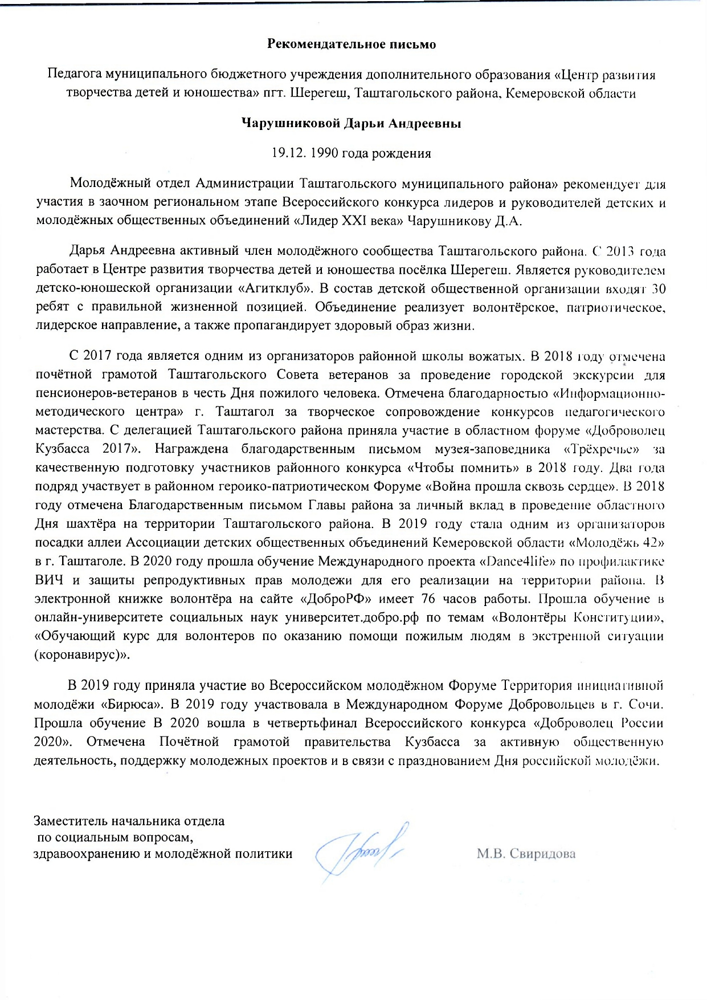 Рекомендательное письмо
Педагога муниципального бюджетного учреждения дополнительного образования «Центр развития
творчества детей и юношества» пгт. Шерегеш, Таштагольского района, Кемеровской области
Чарушниковой Дарьи Андреевны
19.12. 1990 года рождения
Молодёжный отдел Администрации Таштагольского муниципального района» рекомендует для
участия в заочном региональном этапе Всероссийского конкурса лидеров и руководителей детских и
молодёжных общественных объединений «Лидер XXI века» Чарушникову Д.А.
Дарья Андреевна активный член молодёжного сообщества Таштагольского района. С 2013 года
работает в Центре развития творчества детей и юношества посёлка Шерегеш. Является руководителем
детско-юношеской организации «Агитклуб». В состав детской общественной организации входят 30
ребят с правильной жизненной позицией. Объединение реализует волонтёрское, патриотическое,
лидерское направление, а также пропагандирует здоровый образ жизни.
С 2017 года является одним из организаторов районной школы вожатых. В 2018 году отмечена
почётной грамотой Таштагольского Совета ветеранов за проведение городской экскурсии для
пенсионеров-ветеранов в честь Дня пожилого человека. Отмечена благодарностью «Информационно-
методического центра» г. Таштагол за творческое сопровождение конкурсов педагогического
мастерства. С делегацией Таштагольского района приняла участие в областном форуме «Доброволец
Кузбасса 2017». Награждена благодарственным письмом музея-заповедника «Трёхречье» за
качественную подготовку участников районного конкурса «Чтобы помнить» в 2018 году. Два года
подряд участвует в районном героико-патриотическом Форуме «Война прошла сквозь сердце». В 2018
году отмечена Благодарственным письмом Главы района за личный вклад в проведение областного
Дня шахтёра на территории Таштагольского района. В 2019 году стала одним из организаторов
посадки аллеи Ассоциации детских общественных объединений Кемеровской области «Молодёжь 42»
в г. Таштаголе. В 2020 году прошла обучение Международного проекта «Dance4life» по профилактике
ВИЧ и защиты репродуктивных прав молодежи для его реализации на территории района. В
электронной книжке волонтёра на сайте «ДоброРФ» имеет 76 часов работы. Прошла обучение в
онлайн-университете социальных наук университет.добро.рф по темам «Волонтёры Конституции»,
«Обучающий курс для волонтеров по оказанию помощи пожилым людям в экстренной ситуации
(коронавирус)».
В 2019 году приняла участие во Всероссийском молодёжном Форуме Территория инициативной
молодёжи «Бирюса». В 2019 году участвовала в Международном Форуме Добровольцев в г. Сочи.
Прошла обучение В 2020 вошла в четвертьфинал Всероссийского конкурса «Доброволец России
2020». Отмечена Почётной грамотой правительства Кузбасса за активную общественную
деятельность, поддержку молодежных проектов и в связи с празднованием Дня российской молодёжи.
Заместитель начальника отдела
по социальным вопросам,
здравоохранению и молодёжной политики М.В. Свиридова